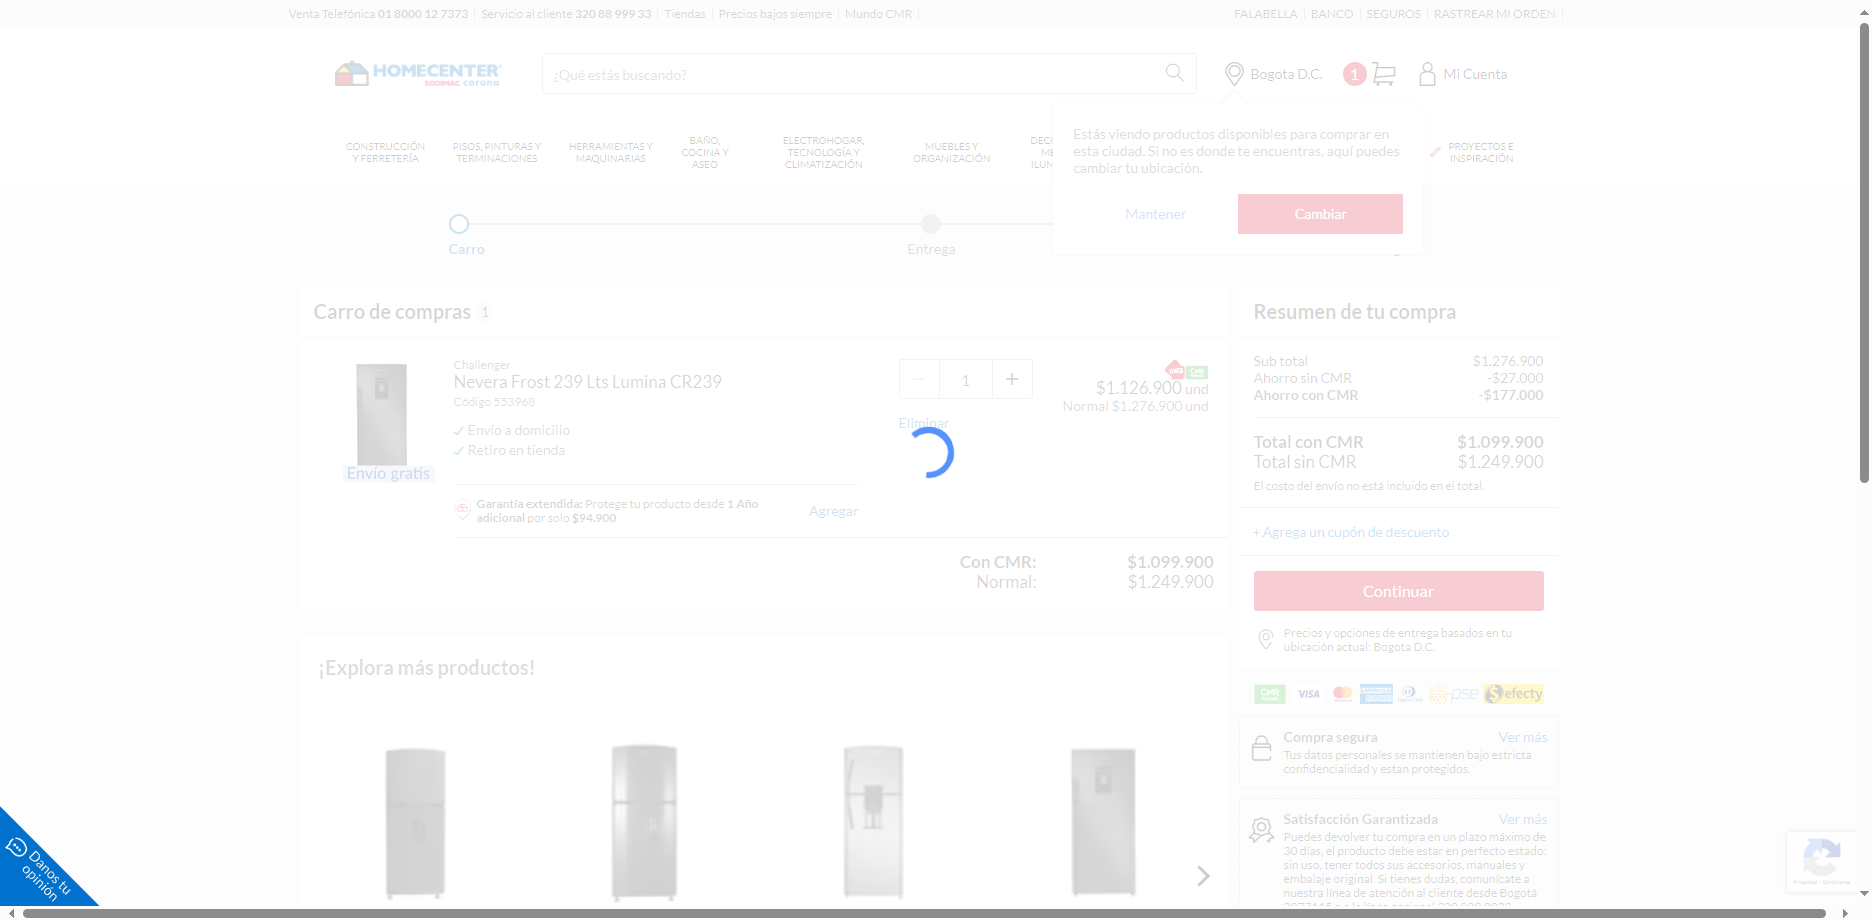 Venta Telefónica 01 8000 12 7373 Servicio al cliente 320 88 999 33 Tiendas Precios bajos siempre Mundo CMR FALABELLA BANCO SEGUROS RASTREAR MI ORDEN
HOMECENTER
SODIMAC corona
¿Qué estás buscando?
Bogota D.C.
1
Mi Cuenta
CONSTRUCCIÓN
Y FERRETERÍA
PISOS, PINTURAS Y
TERMINACIONES
HERRAMIENTAS Y
MAQUINARIAS
BAÑO,
COCINA Y
ASEO
ELECTROHOGAR,
TECNOLOGÍA Y
CLIMATIZACIÓN
MUEBLES Y
ORGANIZACIÓN
PROYECTOS E
INSPIRACIÓN
Estás viendo productos disponibles para comprar en
esta ciudad. Si no es donde te encuentras, aquí puedes
cambiar tu ubicación.
Mantener
Cambiar
Carro
Entrega
Carro de compras 1
Challenger
Nevera Frost 239 Lts Lumina CR239
Código 553968
Envío a domicilio
Retiro en tienda
Envío gratis
1
Eliminar
$1.126.900 und
Normal $1.276.900 und
Garantía extendida: Protege tu producto desde 1 Año
adicional por solo $94.900
Agregar
Con CMR: $1.099.900
Normal: $1.249.900
Resumen de tu compra
Sub total $1.276.900
Ahorro sin CMR -$27.000
Ahorro con CMR -$177.000
Total con CMR $1.099.900
Total sin CMR $1.249.900
El costo del envío no está incluido en el total.
+ Agrega un cupón de descuento
Continuar
Precios y opciones de entrega basados en tu
ubicación actual: Bogota D.C.
CMR VISA pse efecty
Compra segura Ver más
Tus datos personales se mantienen bajo estricta
confidencialidad y estan protegidos.
Satisfacción Garantizada Ver más
Puedes devolver tu compra en un plazo máximo de
30 días, el producto debe estar en perfecto estado:
sin uso, tener todos sus accesorios, manuales y
embalaje original. Si tienes dudas, comunícate a
nuestra línea de atención al cliente desde Bogotá
¡Explora más productos!
Danos tu
opinión